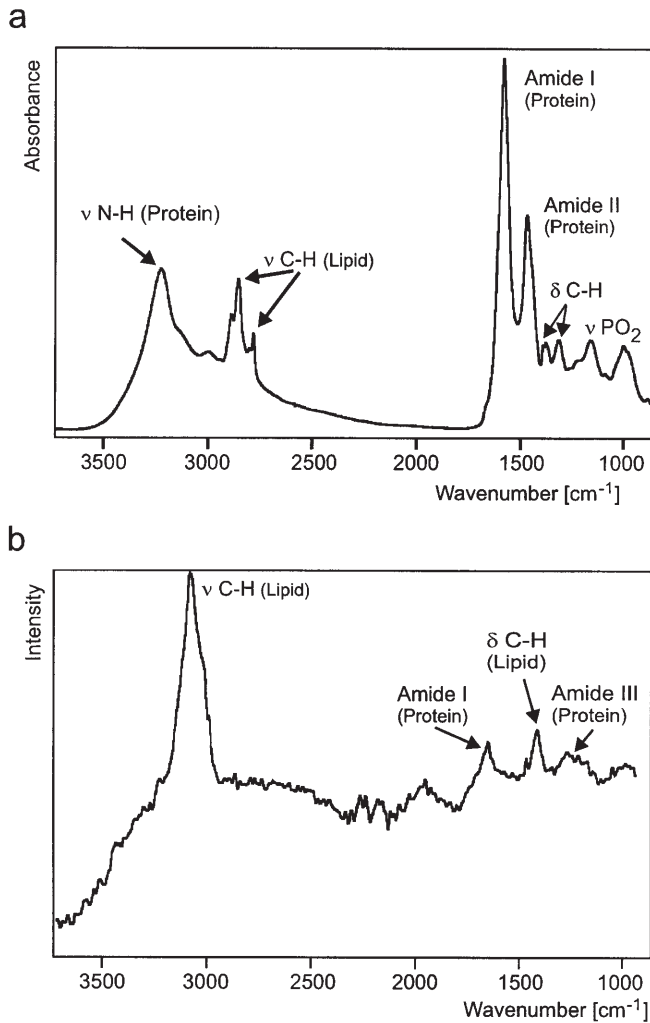 a
Absorbance
Amide I
(Protein)
Amide II
(Protein)
ν N-H (Protein)
ν C-H (Lipid)
δ C-H
ν PO2
3500 3000 2500 2000 1500 1000
Wavenumber [cm-1]
b
Intensity
ν C-H (Lipid)
δ C-H
(Lipid)
Amide I
(Protein)
Amide III
(Protein)
3500 3000 2500 2000 1500 1000
Wavenumber [cm-1]